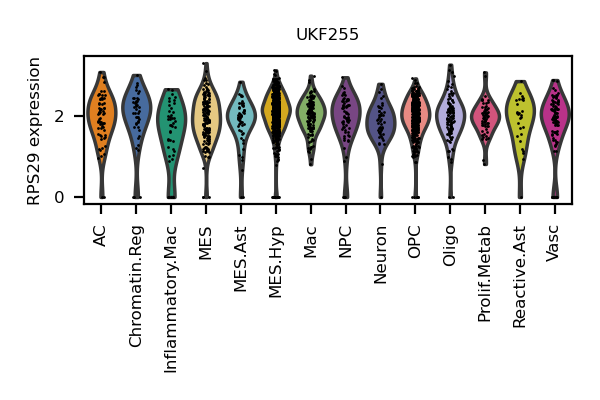 UKF255
RPS29 expression
2
0
AC
Chromatin.Reg
Inflammatory.Mac
MES
MES.Ast
MES.Hyp
Mac
NPC
Neuron
OPC
Oligo
Prolif.Metab
Reactive.Ast
Vasc